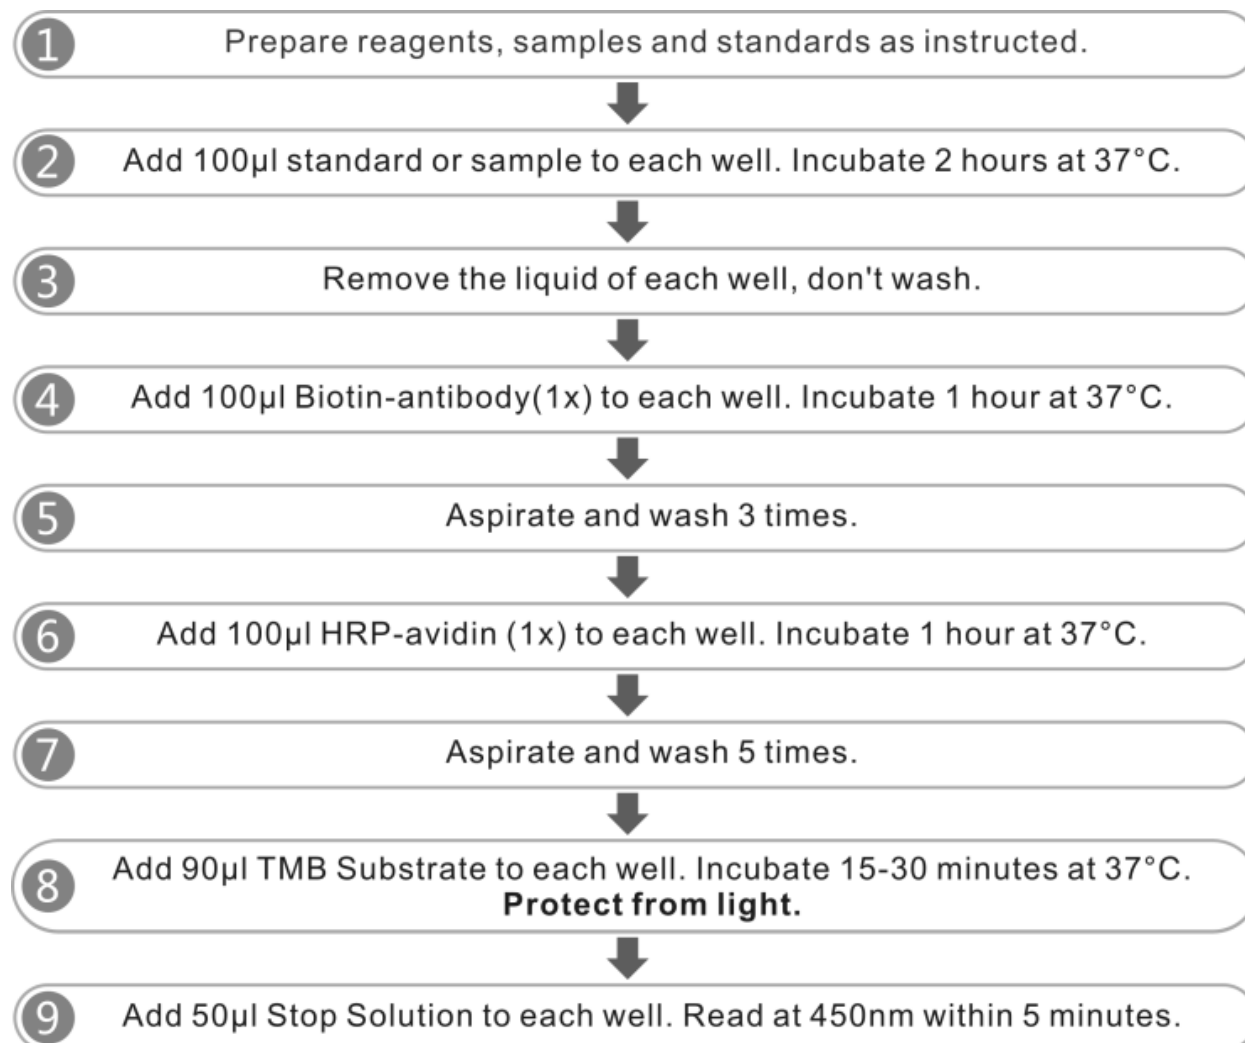 1 Prepare reagents, samples and standards as instructed.
2 Add 100µl standard or sample to each well. Incubate 2 hours at 37°C.
3 Remove the liquid of each well, don't wash.
4 Add 100µl Biotin-antibody(1x) to each well. Incubate 1 hour at 37°C.
5 Aspirate and wash 3 times.
6 Add 100µl HRP-avidin (1x) to each well. Incubate 1 hour at 37°C.
7 Aspirate and wash 5 times.
8 Add 90µl TMB Substrate to each well. Incubate 15-30 minutes at 37°C.
Protect from light.
9 Add 50µl Stop Solution to each well. Read at 450nm within 5 minutes.